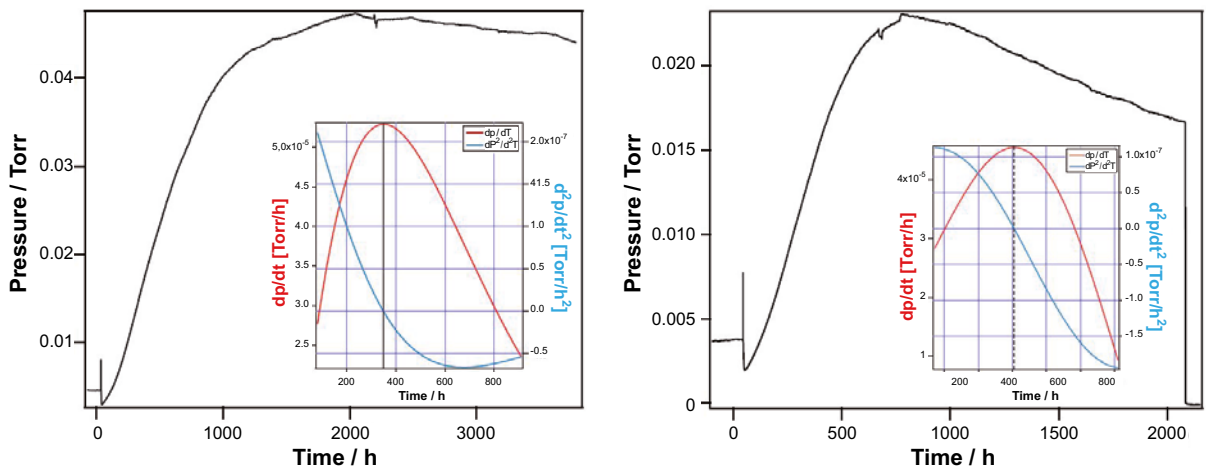 Pressure / Torr
0.04
0.03
0.02
0.01
0
1000
2000
3000
Time / h
dp/dt [Torr/h]
5,0x10⁻⁵
4.5
4.0
3.0
2.5
dp/dT
dP²/d²T
2.0x10⁻⁷
41.5
1.0
0.5
0.0
-0.5
d²p/dt² [Torr/h²]
200
400
600
800
Time / h
Pressure / Torr
0.020
0.015
0.010
0.005
0
0
500
1000
1500
2000
Time / h
dp/dt [Torr/h]
4x10⁻⁵
3
2
1
dp/dT
dP²/d²T
1.0x10⁻⁷
0.5
0.0
-0.5
-1.0
-1.5
d²p/dt² [Torr/h²]
200
400
600
800
Time / h